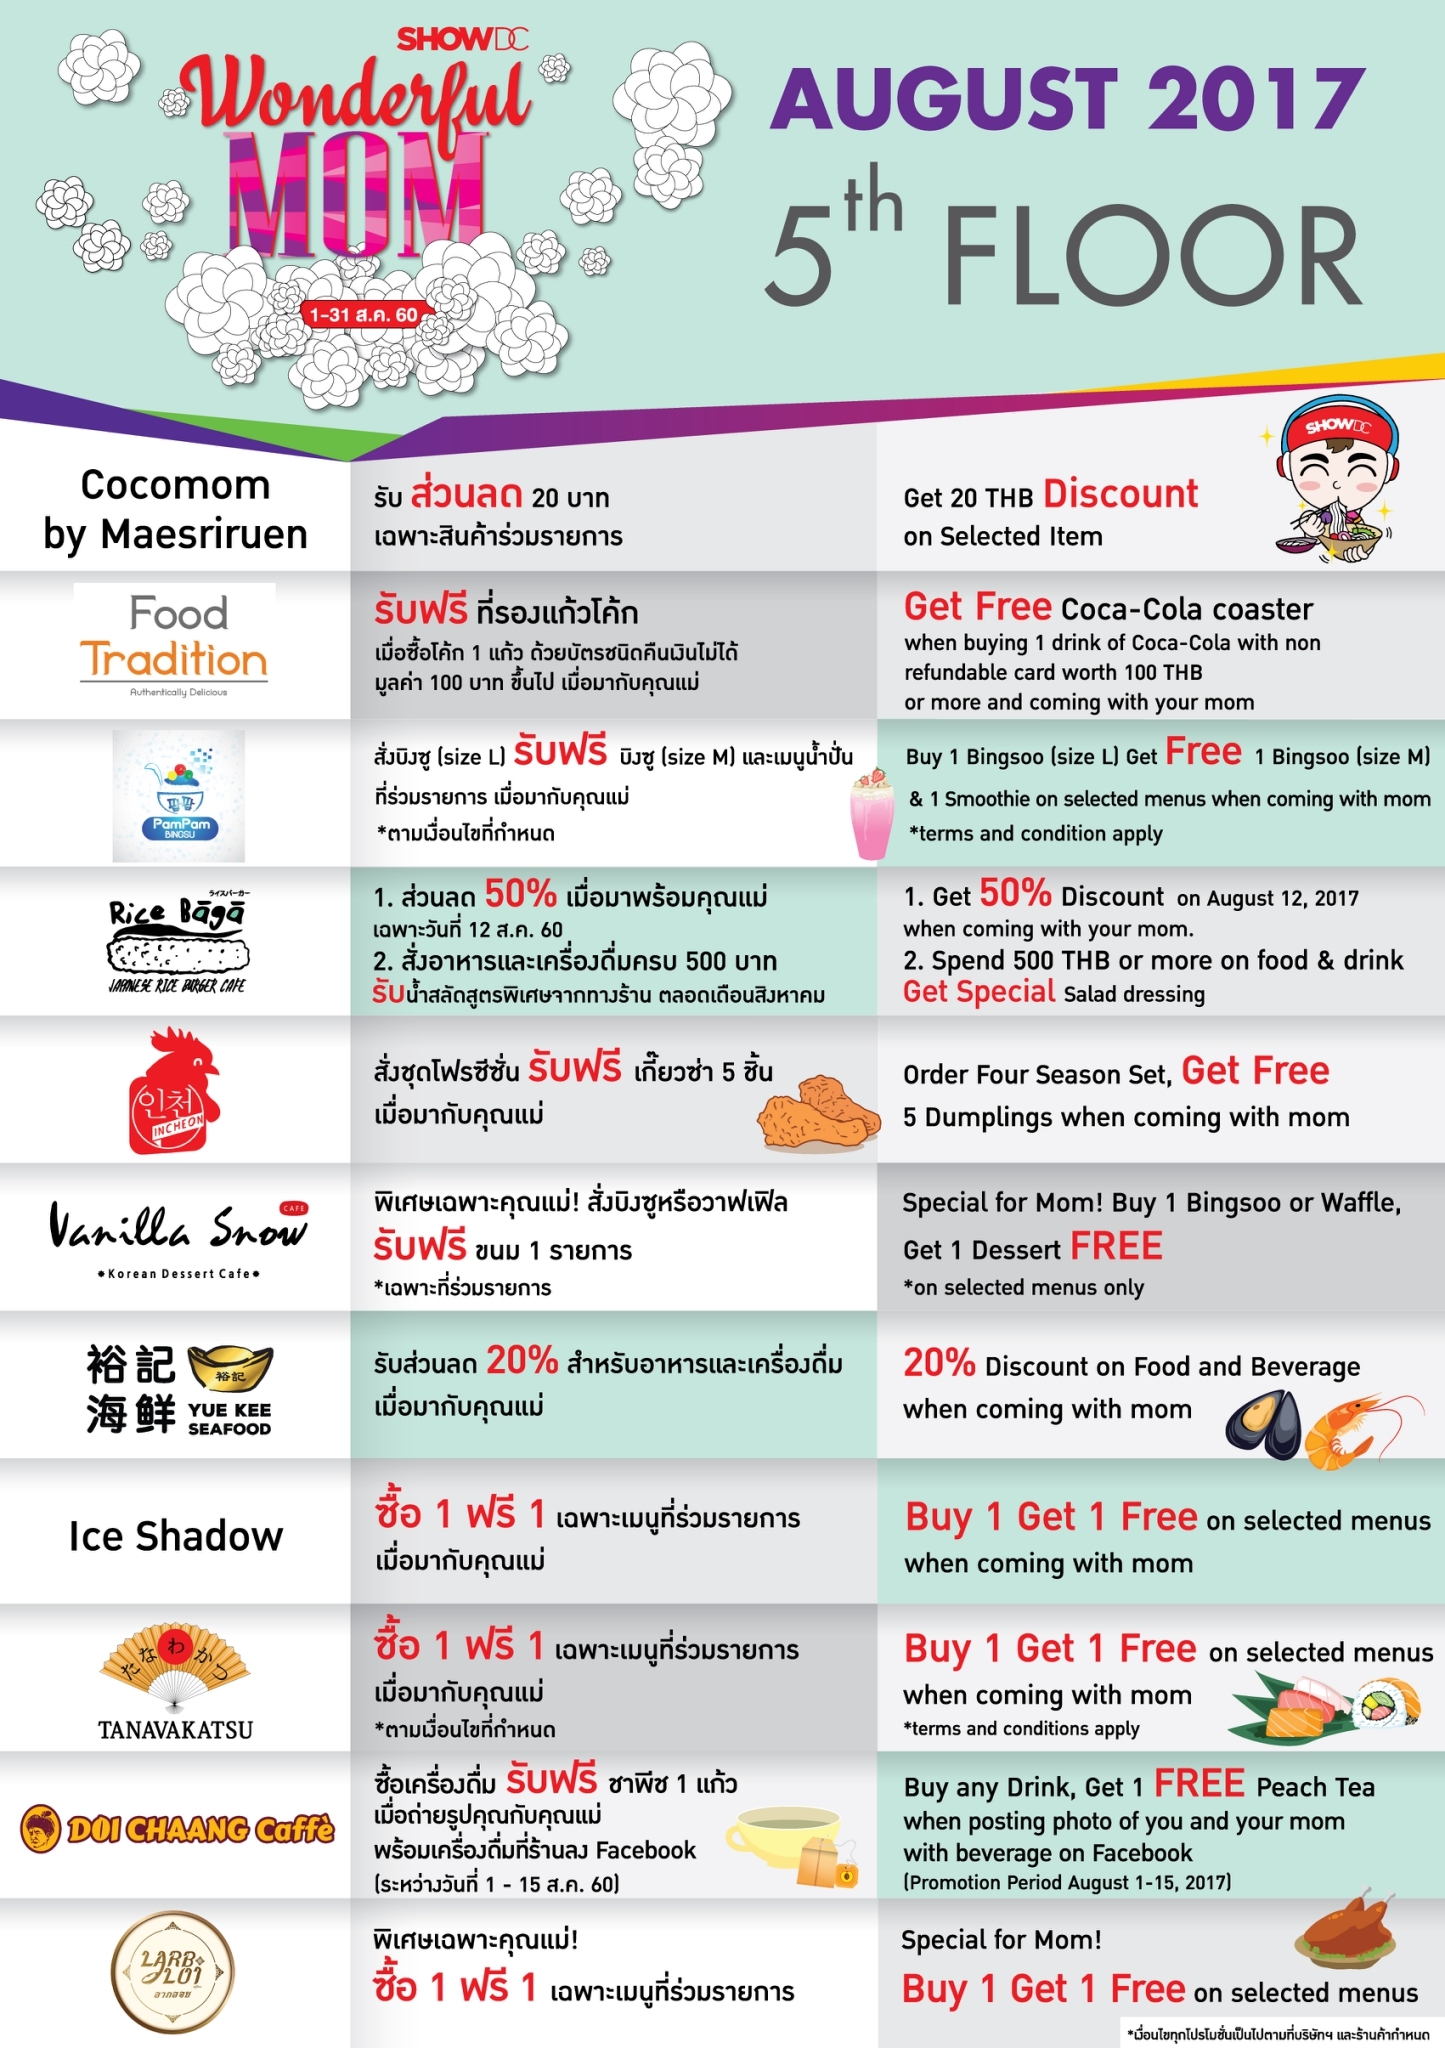 SHOWDC
Wonderful
MOM
1-31 ส.ค. 60
AUGUST 2017
5th FLOOR
SHOWDC
Cocomom
by Maesriruen
รับ ส่วนลด 20 บาท
เฉพาะสินค้าร่วมรายการ
Get 20 THB Discount
on Selected Item
Food
Tradition
Authentically Delicious
รับฟรี ที่รองแก้วโค้ก
เมื่อซื้อโค้ก 1 แก้ว ด้วยบัตรชนิดคืนเงินไม่ได้
มูลค่า 100 บาท ขึ้นไป เมื่อมากับคุณแม่
Get Free Coca-Cola coaster
when buying 1 drink of Coca-Cola with non
refundable card worth 100 THB
or more and coming with your mom
팜팜
PamPam
BINGSU
สั่งบิงซู (size L) รับฟรี บิงซู (size M) และเมนูน้ำปั่น
ที่ร่วมรายการ เมื่อมากับคุณแม่
*ตามเงื่อนไขที่กำหนด
Buy 1 Bingsoo (size L) Get Free 1 Bingsoo (size M)
& 1 Smoothie on selected menus when coming with mom
*terms and condition apply
ライスバーガー
Rice Bāgā
JAPANESE RICE BURGER CAFE
1. ส่วนลด 50% เมื่อมาพร้อมคุณแม่
เฉพาะวันที่ 12 ส.ค. 60
2. สั่งอาหารและเครื่องดื่มครบ 500 บาท
รับน้ำสลัดสูตรพิเศษจากทางร้าน ตลอดเดือนสิงหาคม
1. Get 50% Discount on August 12, 2017
when coming with your mom.
2. Spend 500 THB or more on food & drink
Get Special Salad dressing
인천
INCHEON
สั่งชุดโฟรซีซั่น รับฟรี เกี๊ยวซ่า 5 ชิ้น
เมื่อมากับคุณแม่
Order Four Season Set, Get Free
5 Dumplings when coming with mom
Vanilla Snow
CAFE
*Korean Dessert Cafe*
พิเศษเฉพาะคุณแม่! สั่งบิงซูหรือวาฟเฟิล
รับฟรี ขนม 1 รายการ
*เฉพาะที่ร่วมรายการ
Special for Mom! Buy 1 Bingsoo or Waffle,
Get 1 Dessert FREE
*on selected menus only
裕記
海鮮
裕記
YUE KEE
SEAFOOD
รับส่วนลด 20% สำหรับอาหารและเครื่องดื่ม
เมื่อมากับคุณแม่
20% Discount on Food and Beverage
when coming with mom
Ice Shadow
ซื้อ 1 ฟรี 1 เฉพาะเมนูที่ร่วมรายการ
เมื่อมากับคุณแม่
Buy 1 Get 1 Free on selected menus
when coming with mom
たなわかつ
TANAVAKATSU
ซื้อ 1 ฟรี 1 เฉพาะเมนูที่ร่วมรายการ
เมื่อมากับคุณแม่
*ตามเงื่อนไขที่กำหนด
Buy 1 Get 1 Free on selected menus
when coming with mom
*terms and conditions apply
DOI CHAANG Caffè
ซื้อเครื่องดื่ม รับฟรี ชาพีช 1 แก้ว
เมื่อถ่ายรูปคุณกับคุณแม่
พร้อมเครื่องดื่มที่ร้านลง Facebook
(ระหว่างวันที่ 1 - 15 ส.ค. 60)
Buy any Drink, Get 1 FREE Peach Tea
when posting photo of you and your mom
with beverage on Facebook
(Promotion Period August 1-15, 2017)
LARB
LOI
ลาภลอย
พิเศษเฉพาะคุณแม่!
ซื้อ 1 ฟรี 1 เฉพาะเมนูที่ร่วมรายการ
Special for Mom!
Buy 1 Get 1 Free on selected menus
*เงื่อนไขทุกโปรโมชั่นเป็นไปตามที่บริษัทฯ และร้านค้ากำหนด